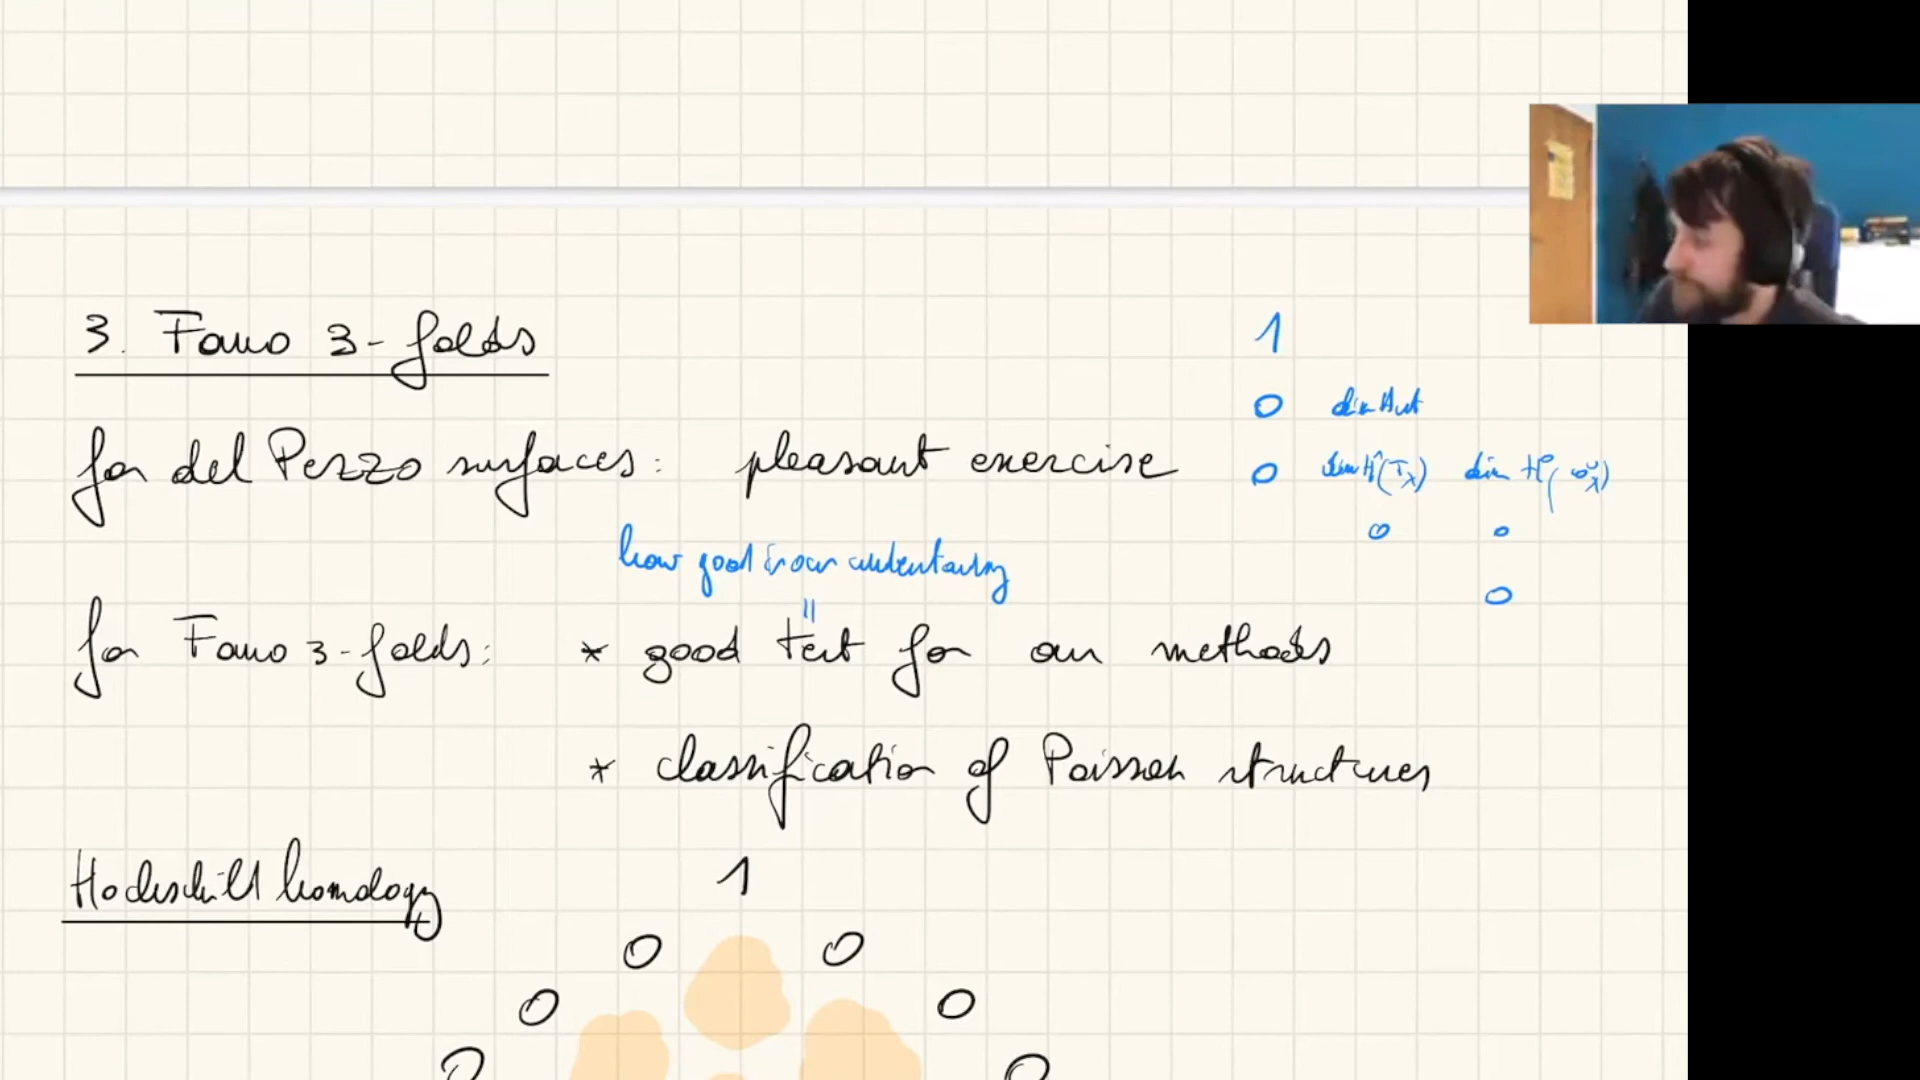 3. Fano 3-folds
1
0 dim Aut
for del Pezzo surfaces: pleasant exercise
0 dim H¹(T_X) dim H⁰(ω_X^∨)
0 0
how good is our understanding
0
=
for Fano 3-folds: * good test for our methods
* classification of Poisson structures
Hochschild homology
1
0 0
0 0
0 0